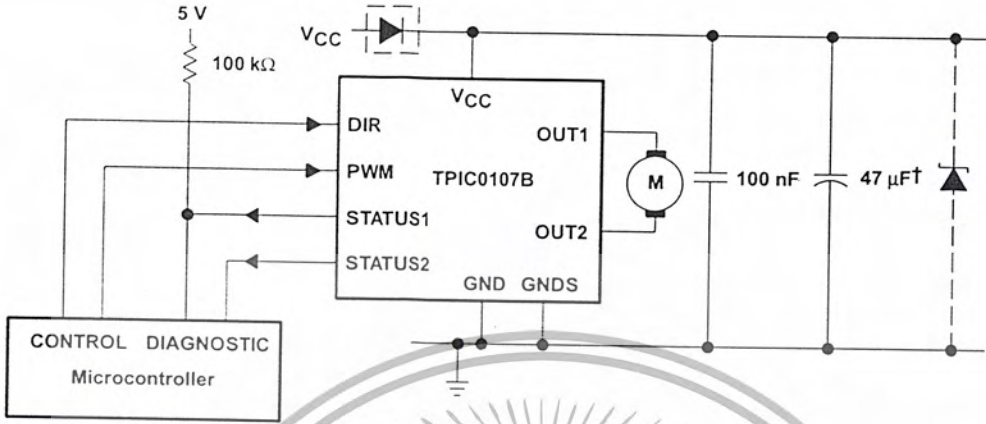 5 V
100 kΩ
VCC
VCC
DIR
PWM
STATUS1
STATUS2
TPIC0107B
OUT1
OUT2
GND GNDS
M
100 nF
47 µF†
CONTROL DIAGNOSTIC
Microcontroller